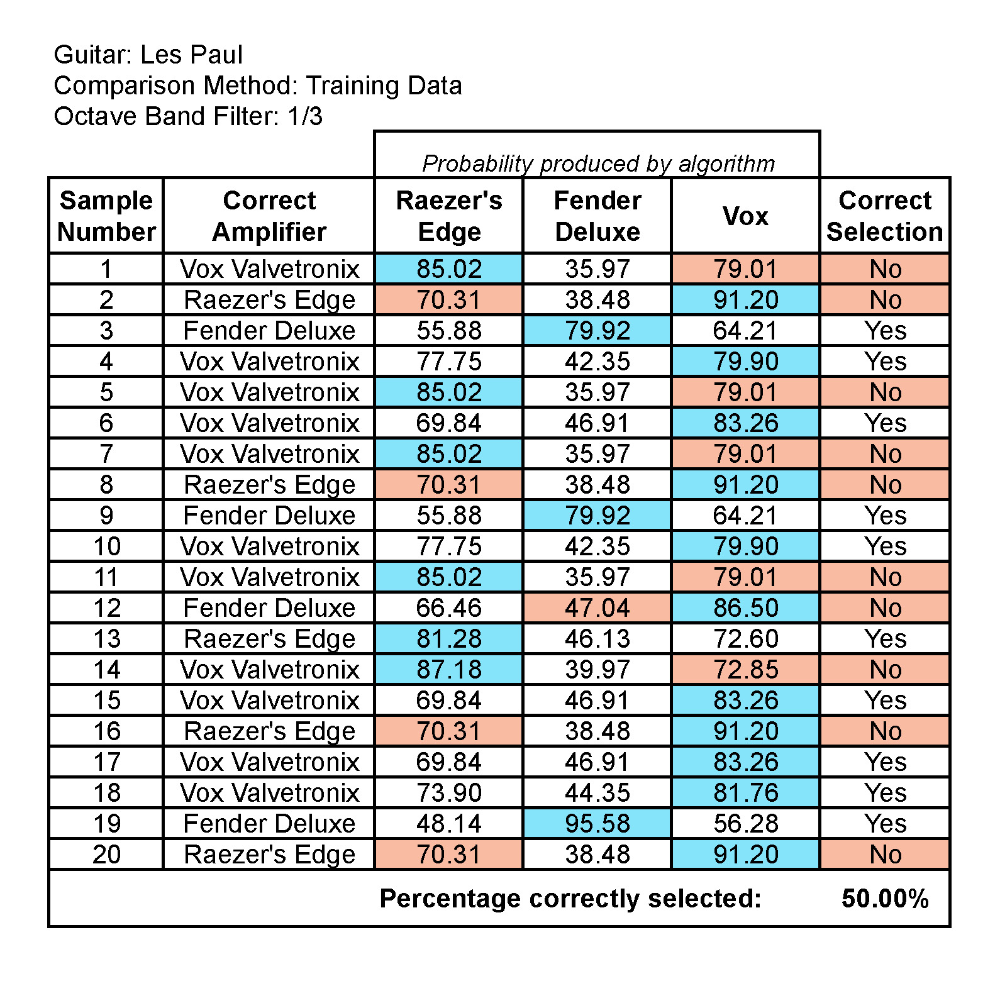 Guitar: Les Paul
Comparison Method: Training Data
Octave Band Filter: 1/3
Probability produced by algorithm
Sample Number Correct Amplifier Raezer's Edge Fender Deluxe Vox Correct Selection
1 Vox Valvetronix 85.02 35.97 79.01 No
2 Raezer's Edge 70.31 38.48 91.20 No
3 Fender Deluxe 55.88 79.92 64.21 Yes
4 Vox Valvetronix 77.75 42.35 79.90 Yes
5 Vox Valvetronix 85.02 35.97 79.01 No
6 Vox Valvetronix 69.84 46.91 83.26 Yes
7 Vox Valvetronix 85.02 35.97 79.01 No
8 Raezer's Edge 70.31 38.48 91.20 No
9 Fender Deluxe 55.88 79.92 64.21 Yes
10 Vox Valvetronix 77.75 42.35 79.90 Yes
11 Vox Valvetronix 85.02 35.97 79.01 No
12 Fender Deluxe 66.46 47.04 86.50 No
13 Raezer's Edge 81.28 46.13 72.60 Yes
14 Vox Valvetronix 87.18 39.97 72.85 No
15 Vox Valvetronix 69.84 46.91 83.26 Yes
16 Raezer's Edge 70.31 38.48 91.20 No
17 Vox Valvetronix 69.84 46.91 83.26 Yes
18 Vox Valvetronix 73.90 44.35 81.76 Yes
19 Fender Deluxe 48.14 95.58 56.28 Yes
20 Raezer's Edge 70.31 38.48 91.20 No
Percentage correctly selected: 50.00%